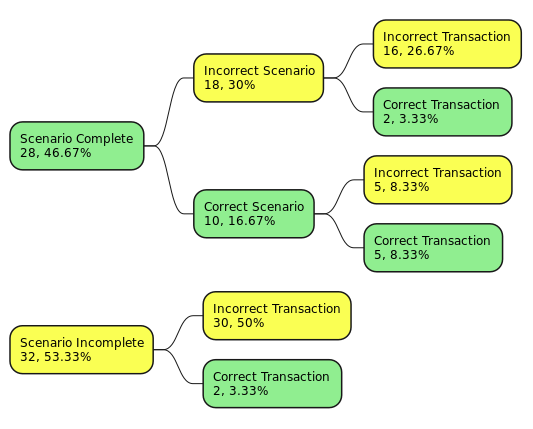 Scenario Complete
28, 46.67%
Incorrect Scenario
18, 30%
Incorrect Transaction
16, 26.67%
Correct Transaction
2, 3.33%
Correct Scenario
10, 16.67%
Incorrect Transaction
5, 8.33%
Correct Transaction
5, 8.33%
Scenario Incomplete
32, 53.33%
Incorrect Transaction
30, 50%
Correct Transaction
2, 3.33%